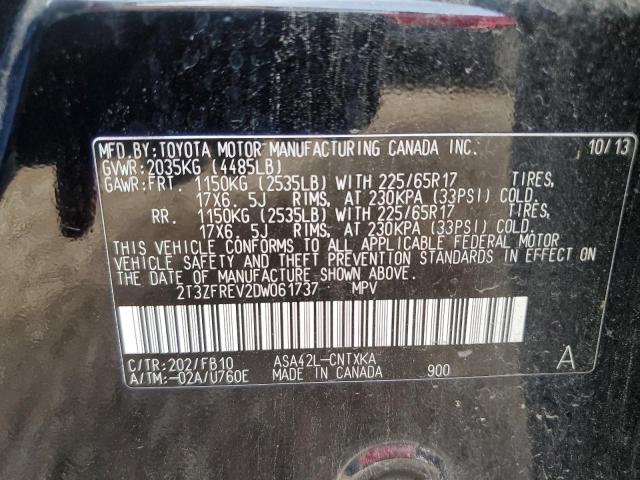 MFD.BY:TOYOTA MOTOR MANUFACTURING CANADA INC. 10/13
GVWR:2035KG (4485LB)
GAWR:FRT. 1150KG (2535LB) WITH 225/65R17 TIRES,
17X6. 5J RIMS, AT 230KPA (33PSI) COLD.
RR. 1150KG (2535LB) WITH 225/65R17 TIRES,
17X6. 5J RIMS, AT 230KPA (33PSI) COLD.
THIS VEHICLE CONFORMS TO ALL APPLICABLE FEDERAL MOTOR
VEHICLE SAFETY AND THEFT PREVENTION STANDARDS IN EFFECT ON
THE DATE OF MANUFACTURE SHOWN ABOVE.
2T3ZFREV2DW061737 MPV
C/TR:202/FB10 ASA42L-CNTXKA A
A/TM:-02A/U760E MADE IN CANADA 900